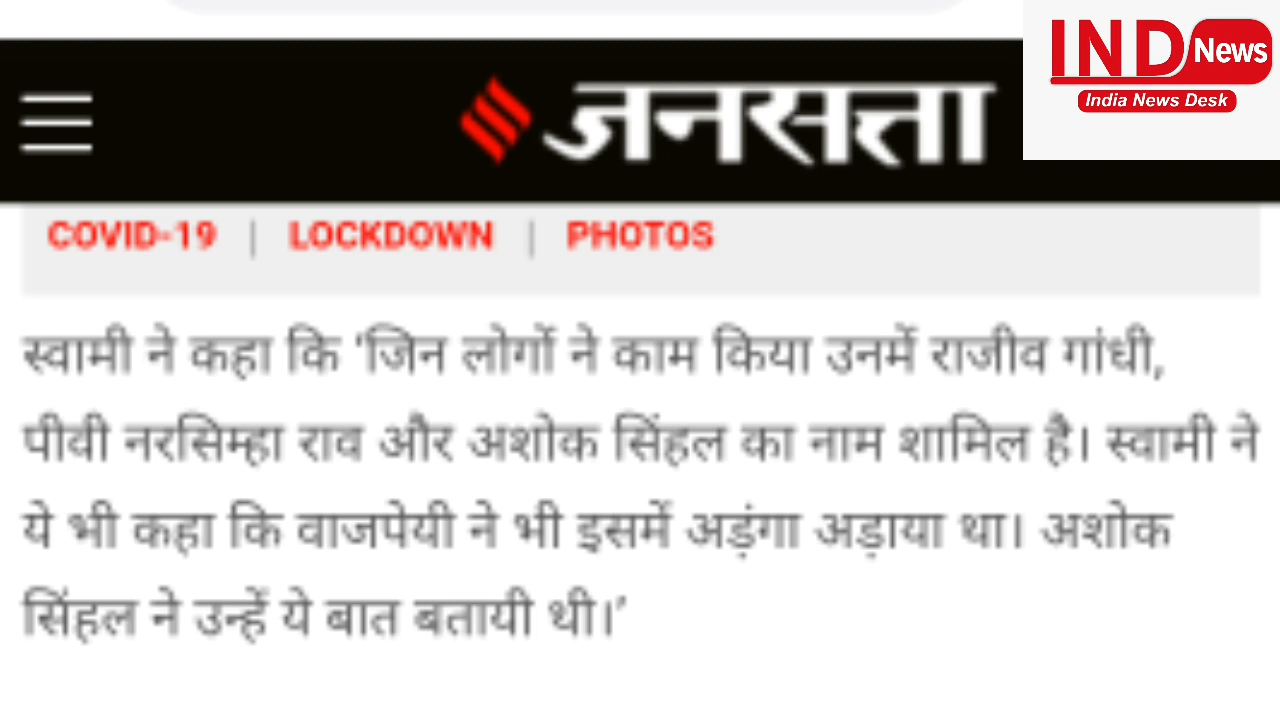 IND News
India News Desk
जनसत्ता
COVID-19 | LOCKDOWN | PHOTOS
स्वामी ने कहा कि ‘जिन लोगों ने काम किया उनमें राजीव गांधी,
पीवी नरसिम्हा राव और अशोक सिंहल का नाम शामिल है। स्वामी ने
ये भी कहा कि वाजपेयी ने भी इसमें अड़ंगा अड़ाया था। अशोक
सिंहल ने उन्हें ये बात बतायी थी।’